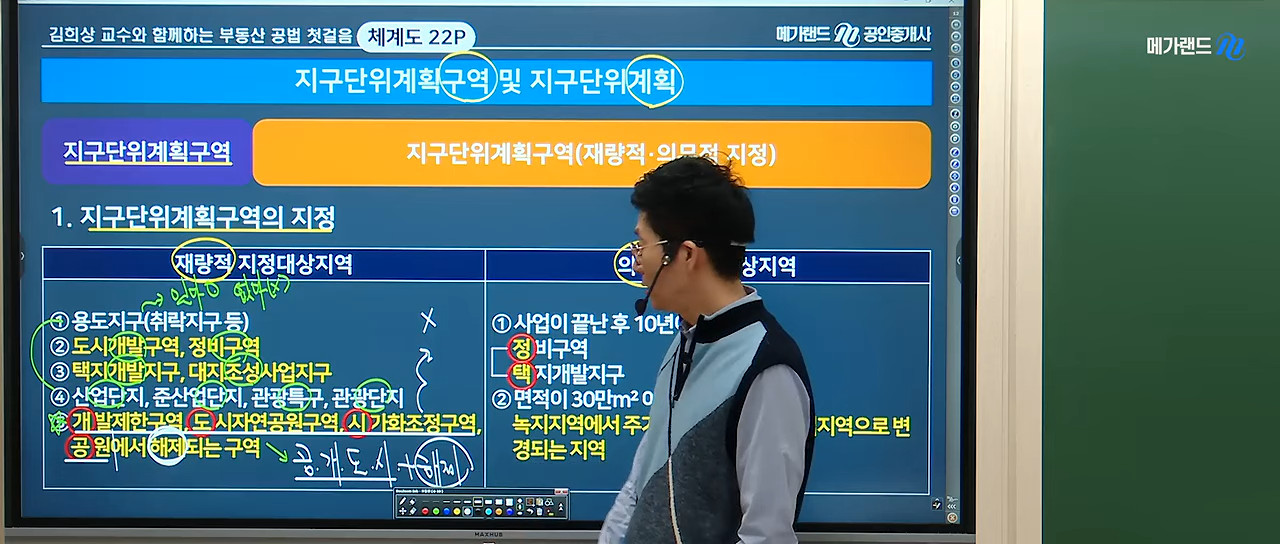 김희상 교수와 함께하는 부동산 공법 첫걸음 체계도 22P
메가랜드 공인중개사
메가랜드
지구단위계획구역 및 지구단위계획
지구단위계획구역
지구단위계획구역(재량적·의무적 지정)
1. 지구단위계획구역의 지정
재량적 지정대상지역
① 용도지구(취락지구 등)
② 도시개발구역, 정비구역
③ 택지개발지구, 대지조성사업지구
④ 산업단지, 준산업단지, 관광특구, 관광단지
개발제한구역, 도시자연공원구역, 시가화조정구역,
공원에서 해제되는 구역
공.개.도.시+해제
의 상지역
① 사업이 끝난 후 10년이
정비구역
택지개발지구
② 면적이 30만m²
녹지지역에서 주 지역으로 변
경되는 지역
MAXHUB